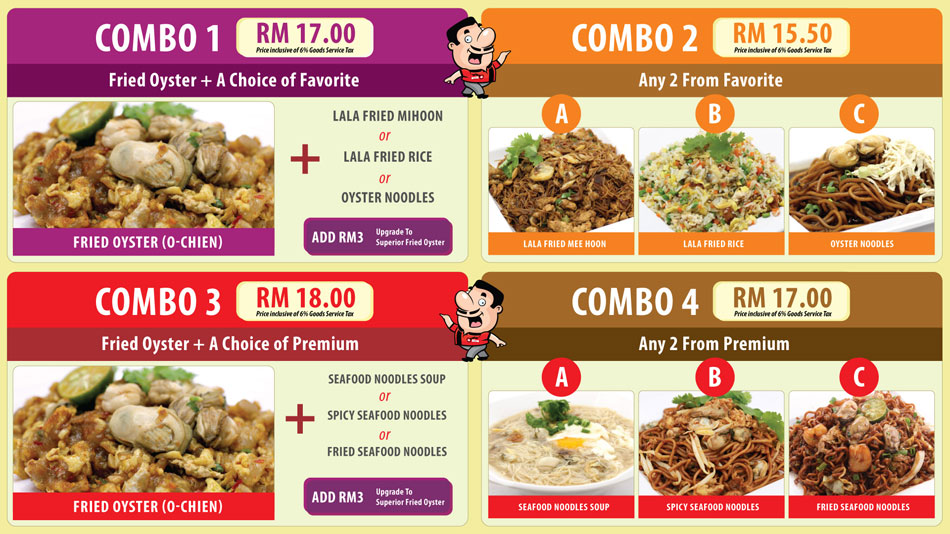 COMBO 1
RM 17.00
Price inclusive of 6% Goods Service Tax
Fried Oyster + A Choice of Favorite
FRIED OYSTER (O-CHIEN)
+
LALA FRIED MIHOON
or
LALA FRIED RICE
or
OYSTER NOODLES
ADD RM3
Upgrade To
Superior Fried Oyster
COMBO 2
RM 15.50
Price inclusive of 6% Goods Service Tax
Any 2 From Favorite
A
B
C
LALA FRIED MEE HOON
LALA FRIED RICE
OYSTER NOODLES
COMBO 3
RM 18.00
Price inclusive of 6% Goods Service Tax
Fried Oyster + A Choice of Premium
FRIED OYSTER (O-CHIEN)
+
SEAFOOD NOODLES SOUP
or
SPICY SEAFOOD NOODLES
or
FRIED SEAFOOD NOODLES
ADD RM3
Upgrade To
Superior Fried Oyster
COMBO 4
RM 17.00
Price inclusive of 6% Goods Service Tax
Any 2 From Premium
A
B
C
SEAFOOD NOODLES SOUP
SPICY SEAFOOD NOODLES
FRIED SEAFOOD NOODLES